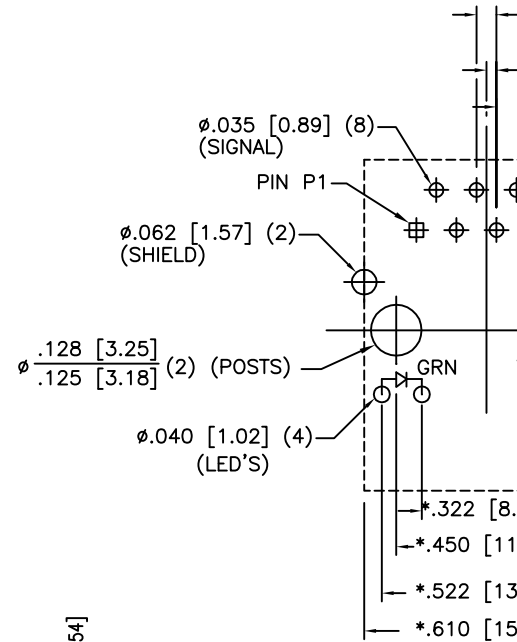 ø.035 [0.89] (8)
(SIGNAL)
PIN P1
ø.062 [1.57] (2)
(SHIELD)
ø .128 [3.25]
.125 [3.18] (2) (POSTS)
GRN
ø.040 [1.02] (4)
(LED'S)
*.322 [8.
*.450 [11
*.522 [13
*.610 [15
54]